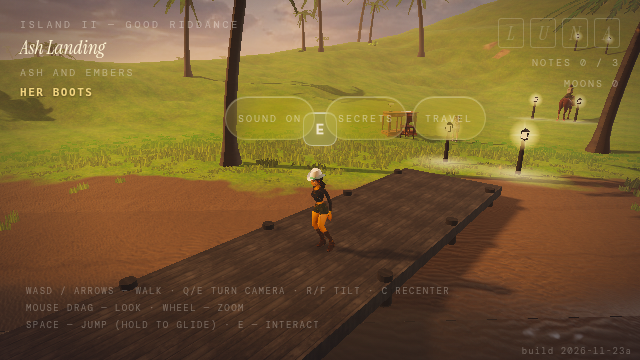 ISLAND II — GOOD RIDDANCE
Ash Landing
ASH AND EMBERS
HER BOOTS
L U N A
NOTES 0 / 3
MOONS 0
SOUND ON
SECRETS
TRAVEL
E
WASD / ARROWS — WALK · Q/E TURN CAMERA · R/F TILT · C RECENTER
MOUSE DRAG — LOOK · WHEEL — ZOOM
SPACE — JUMP (HOLD TO GLIDE) · E — INTERACT
build 2026-11-23a